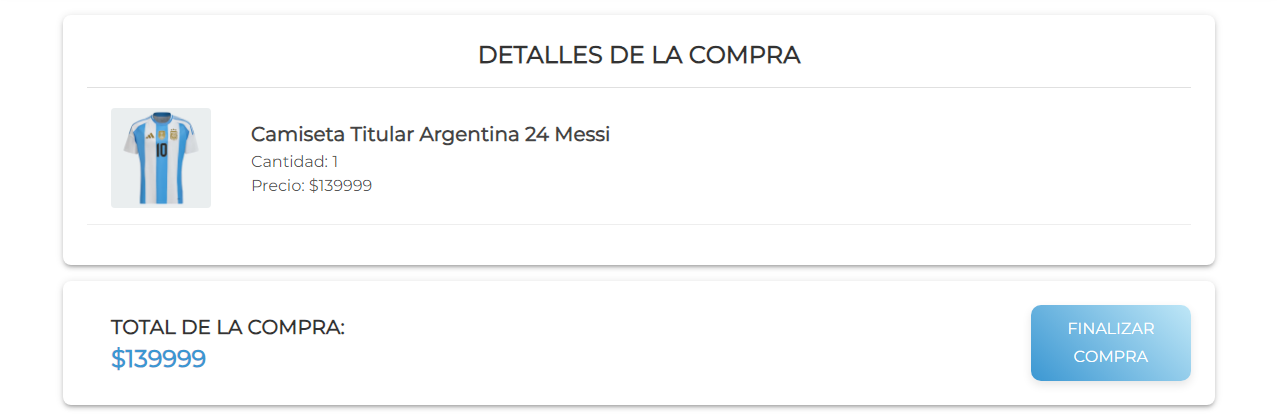 DETALLES DE LA COMPRA
10
Camiseta Titular Argentina 24 Messi
Cantidad: 1
Precio: $139999
TOTAL DE LA COMPRA:
$139999
FINALIZAR
COMPRA